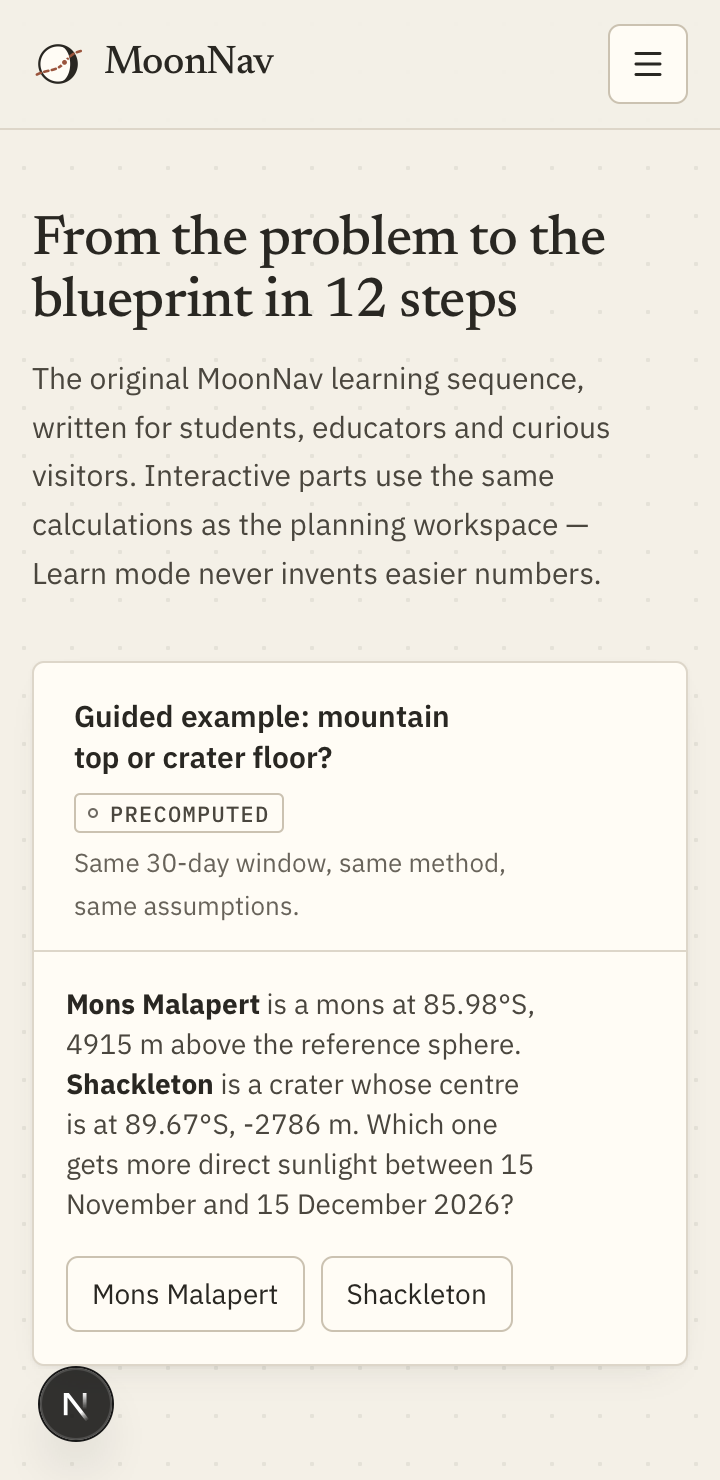 MoonNav
From the problem to the
blueprint in 12 steps
The original MoonNav learning sequence,
written for students, educators and curious
visitors. Interactive parts use the same
calculations as the planning workspace —
Learn mode never invents easier numbers.
Guided example: mountain
top or crater floor?
PRECOMPUTED
Same 30-day window, same method,
same assumptions.
Mons Malapert is a mons at 85.98°S,
4915 m above the reference sphere.
Shackleton is a crater whose centre
is at 89.67°S, -2786 m. Which one
gets more direct sunlight between 15
November and 15 December 2026?
Mons Malapert
Shackleton
N